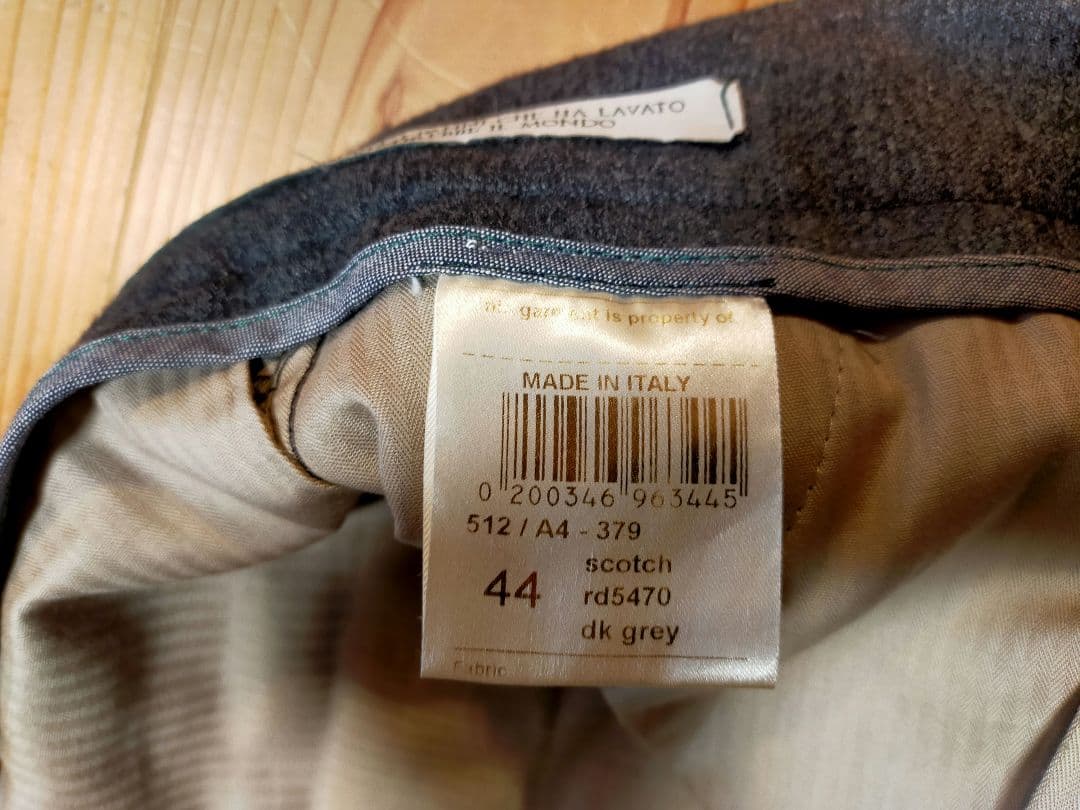 CHE HA LAVATO
IL MONDO
garment is property of
MADE IN ITALY
0 200346 963445
512 / A4 - 379
scotch
44 rd5470
dk grey
Fabric